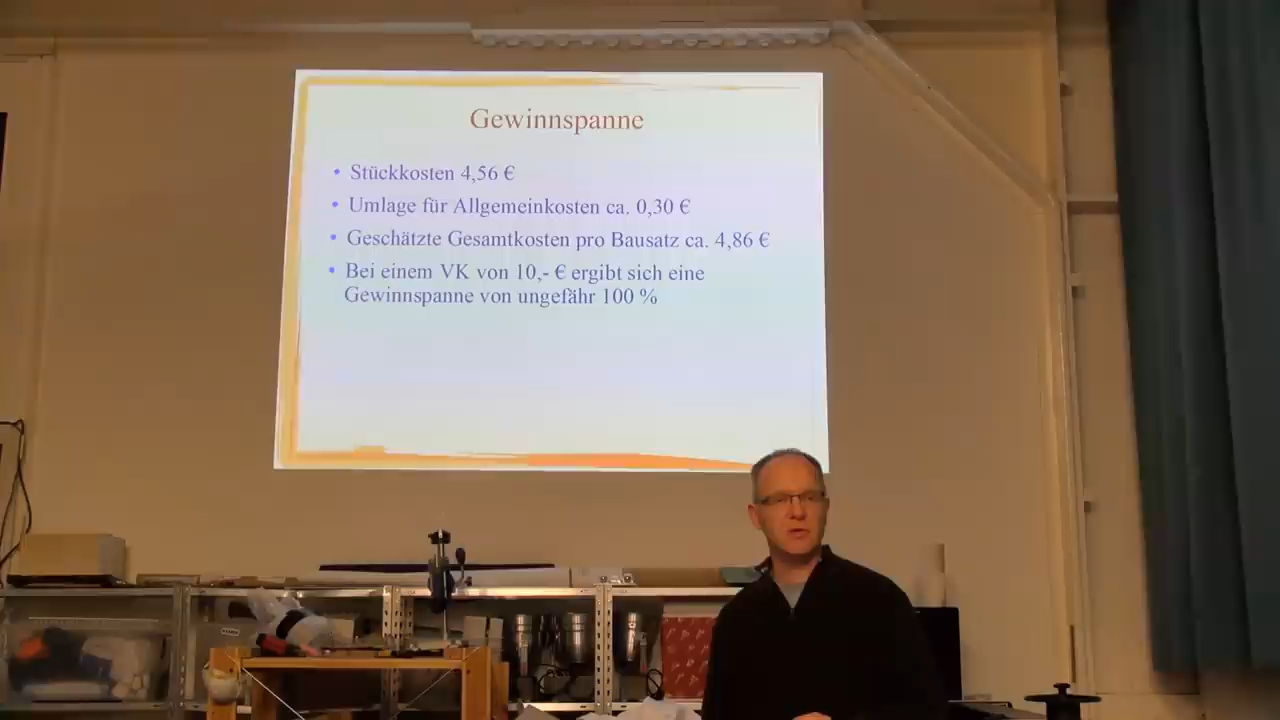 Gewinnspanne
• Stückkosten 4,56 €
• Umlage für Allgemeinkosten ca. 0,30 €
• Geschätzte Gesamtkosten pro Bausatz ca. 4,86 €
• Bei einem VK von 10,- € ergibt sich eine
Gewinnspanne von ungefähr 100 %